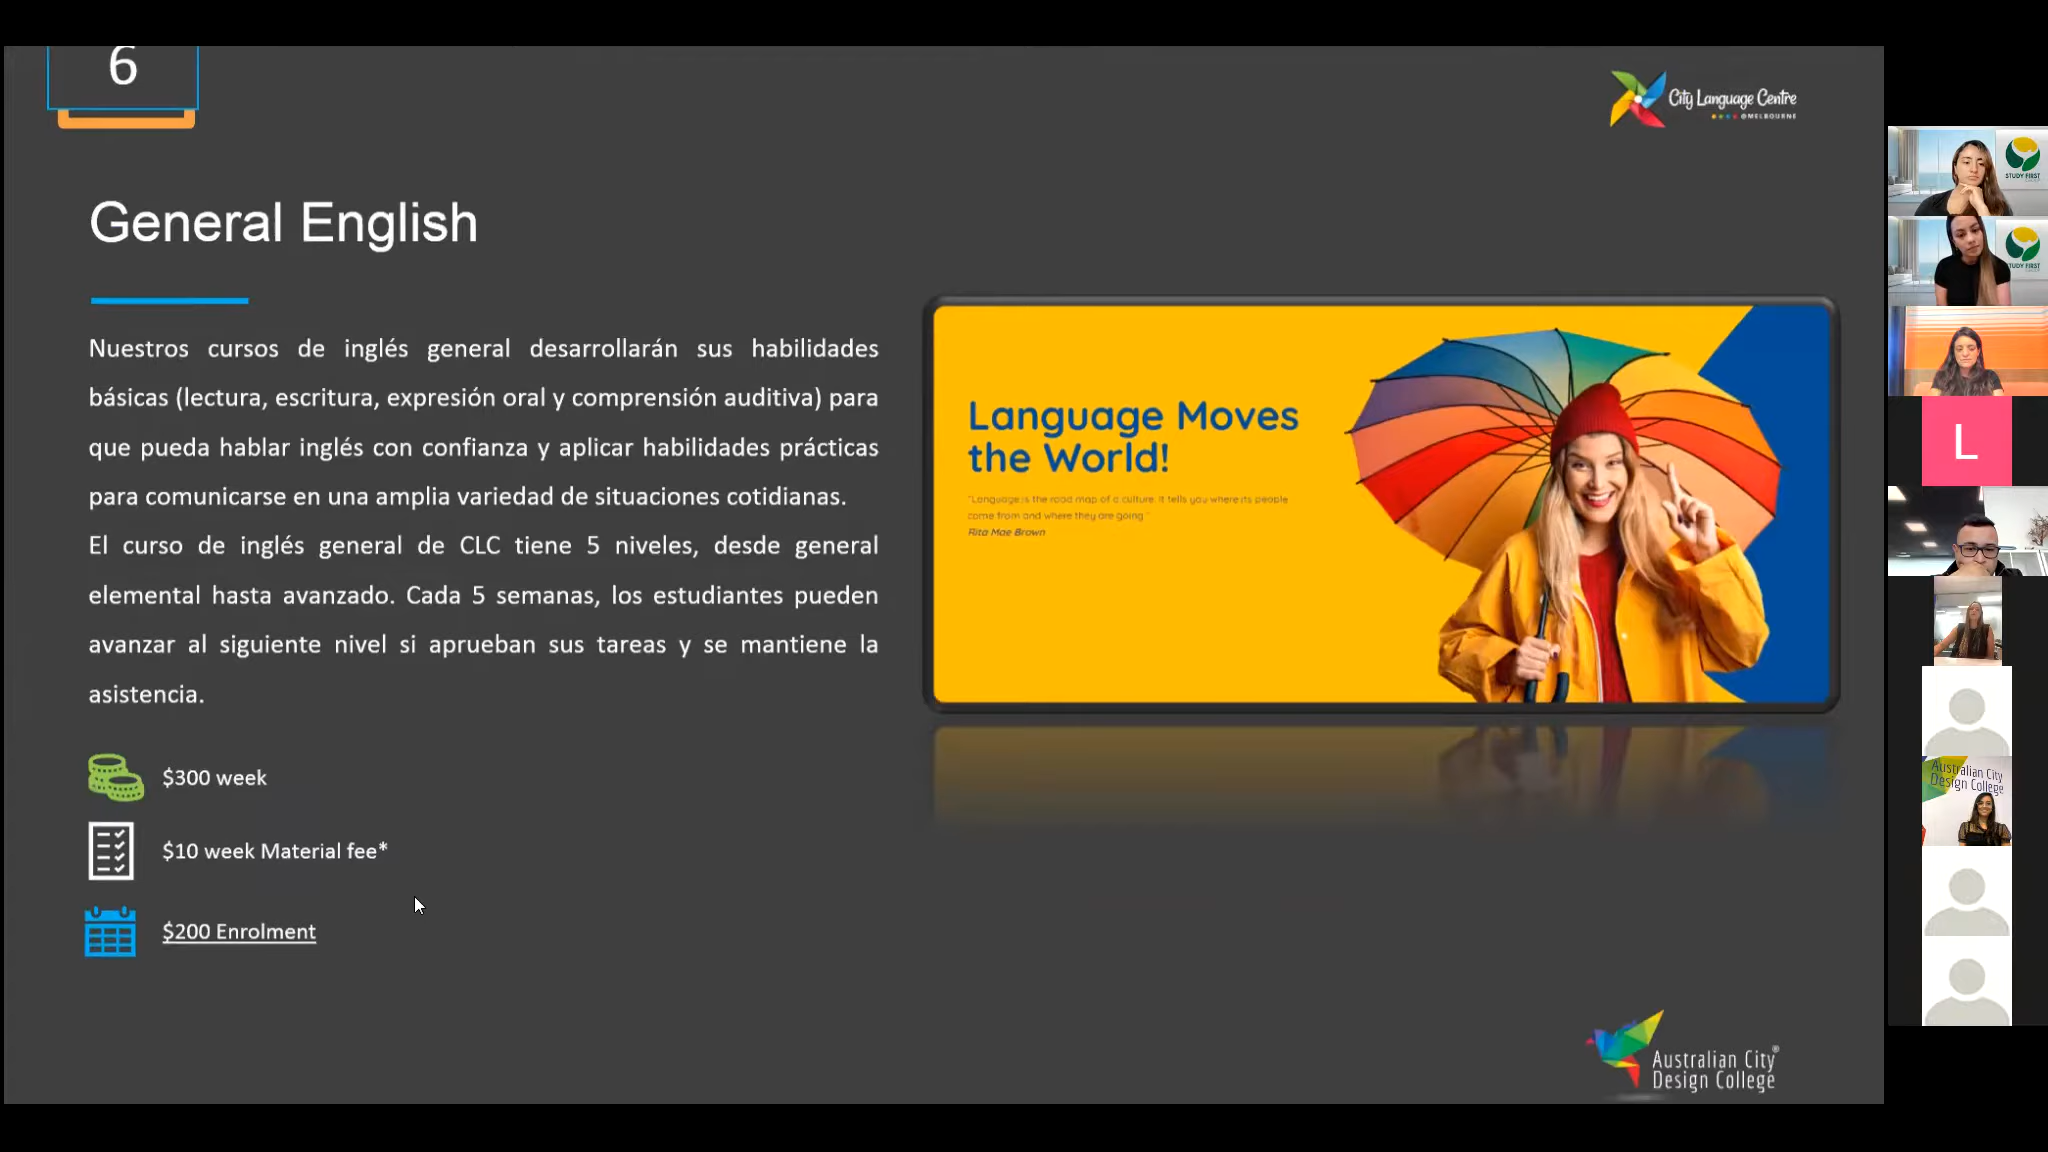 6
City Language Centre
@MELBOURNE
General English
Nuestros cursos de inglés general desarrollarán sus habilidades
básicas (lectura, escritura, expresión oral y comprensión auditiva) para
que pueda hablar inglés con confianza y aplicar habilidades prácticas
para comunicarse en una amplia variedad de situaciones cotidianas.
El curso de inglés general de CLC tiene 5 niveles, desde general
elemental hasta avanzado. Cada 5 semanas, los estudiantes pueden
avanzar al siguiente nivel si aprueban sus tareas y se mantiene la
asistencia.
$300 week
$10 week Material fee*
$200 Enrolment
Language Moves
the World!
"Language is the road map of a culture. It tells you where its people
come from and where they are going."
Rita Mae Brown
Australian City®
Design College
STUDY FIRST
STUDY FIRST
L
Australian City
Design College